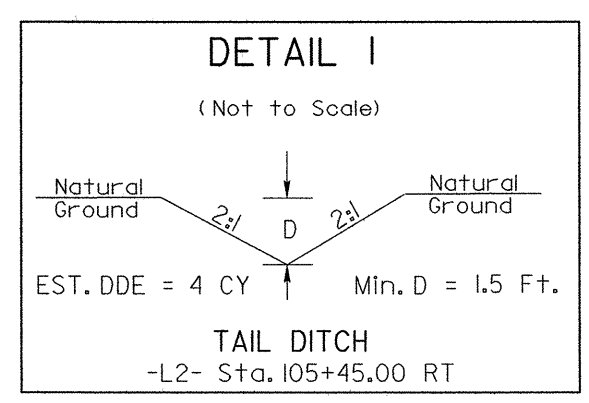 DETAIL 1
(Not to Scale)
Natural
Ground
2:1
D
2:1
Natural
Ground
EST. DDE = 4 CY
Min. D = 1.5 Ft.
TAIL DITCH
-L2- Sta. 105+45.00 RT